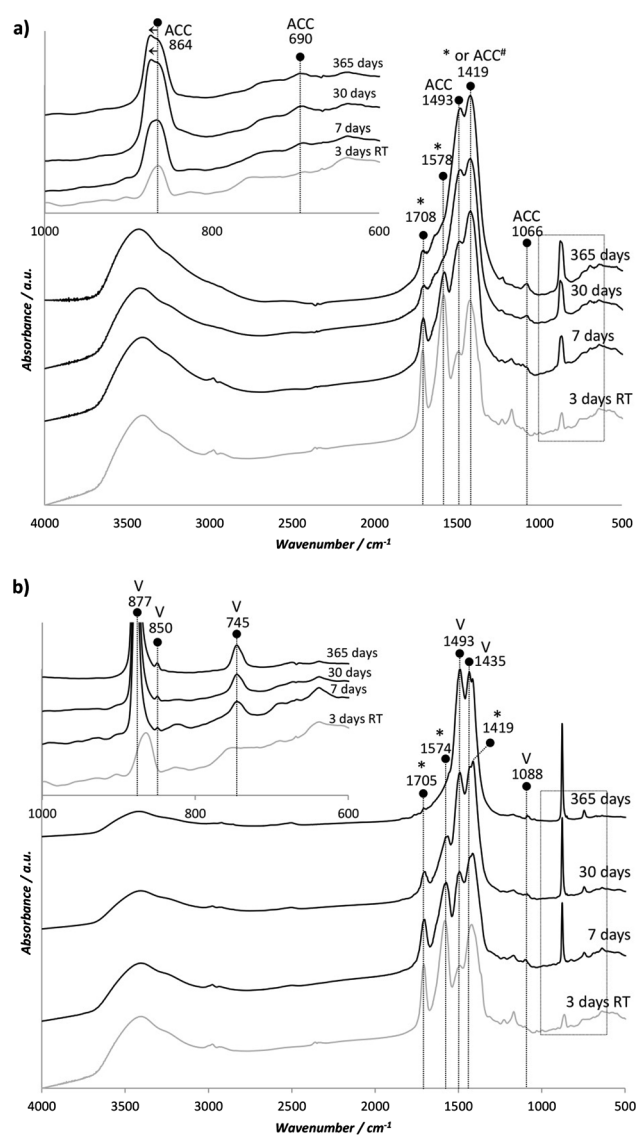 a)
ACC
864
ACC
690
365 days
30 days
7 days
3 days RT
1000
800
600
* or ACC#
1419
ACC
1493
*
1578
*
1708
ACC
1066
365 days
30 days
7 days
3 days RT
Absorbance / a.u.
4000
3500
3000
2500
2000
1500
1000
500
Wavenumber / cm-1
b)
V
877
V
850
V
745
365 days
30 days
7 days
3 days RT
1000
800
600
V
1493
V
1435
*
1419
*
1574
*
1705
V
1088
365 days
30 days
7 days
3 days RT
Absorbance / a.u.
4000
3500
3000
2500
2000
1500
1000
500
Wavenumber / cm-1